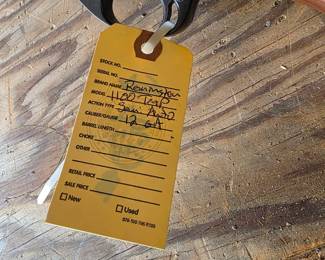 STOCK NO.
SERIAL NO.
BRAND NAME Remington
MODEL 1100 Tmp
ACTION TYPE Semi Auto
CALIBER/GAUGE 12 GA
BARREL LENGTH
CHOKE
OTHER
RETAIL PRICE
SALE PRICE
☐ New ☐ Used